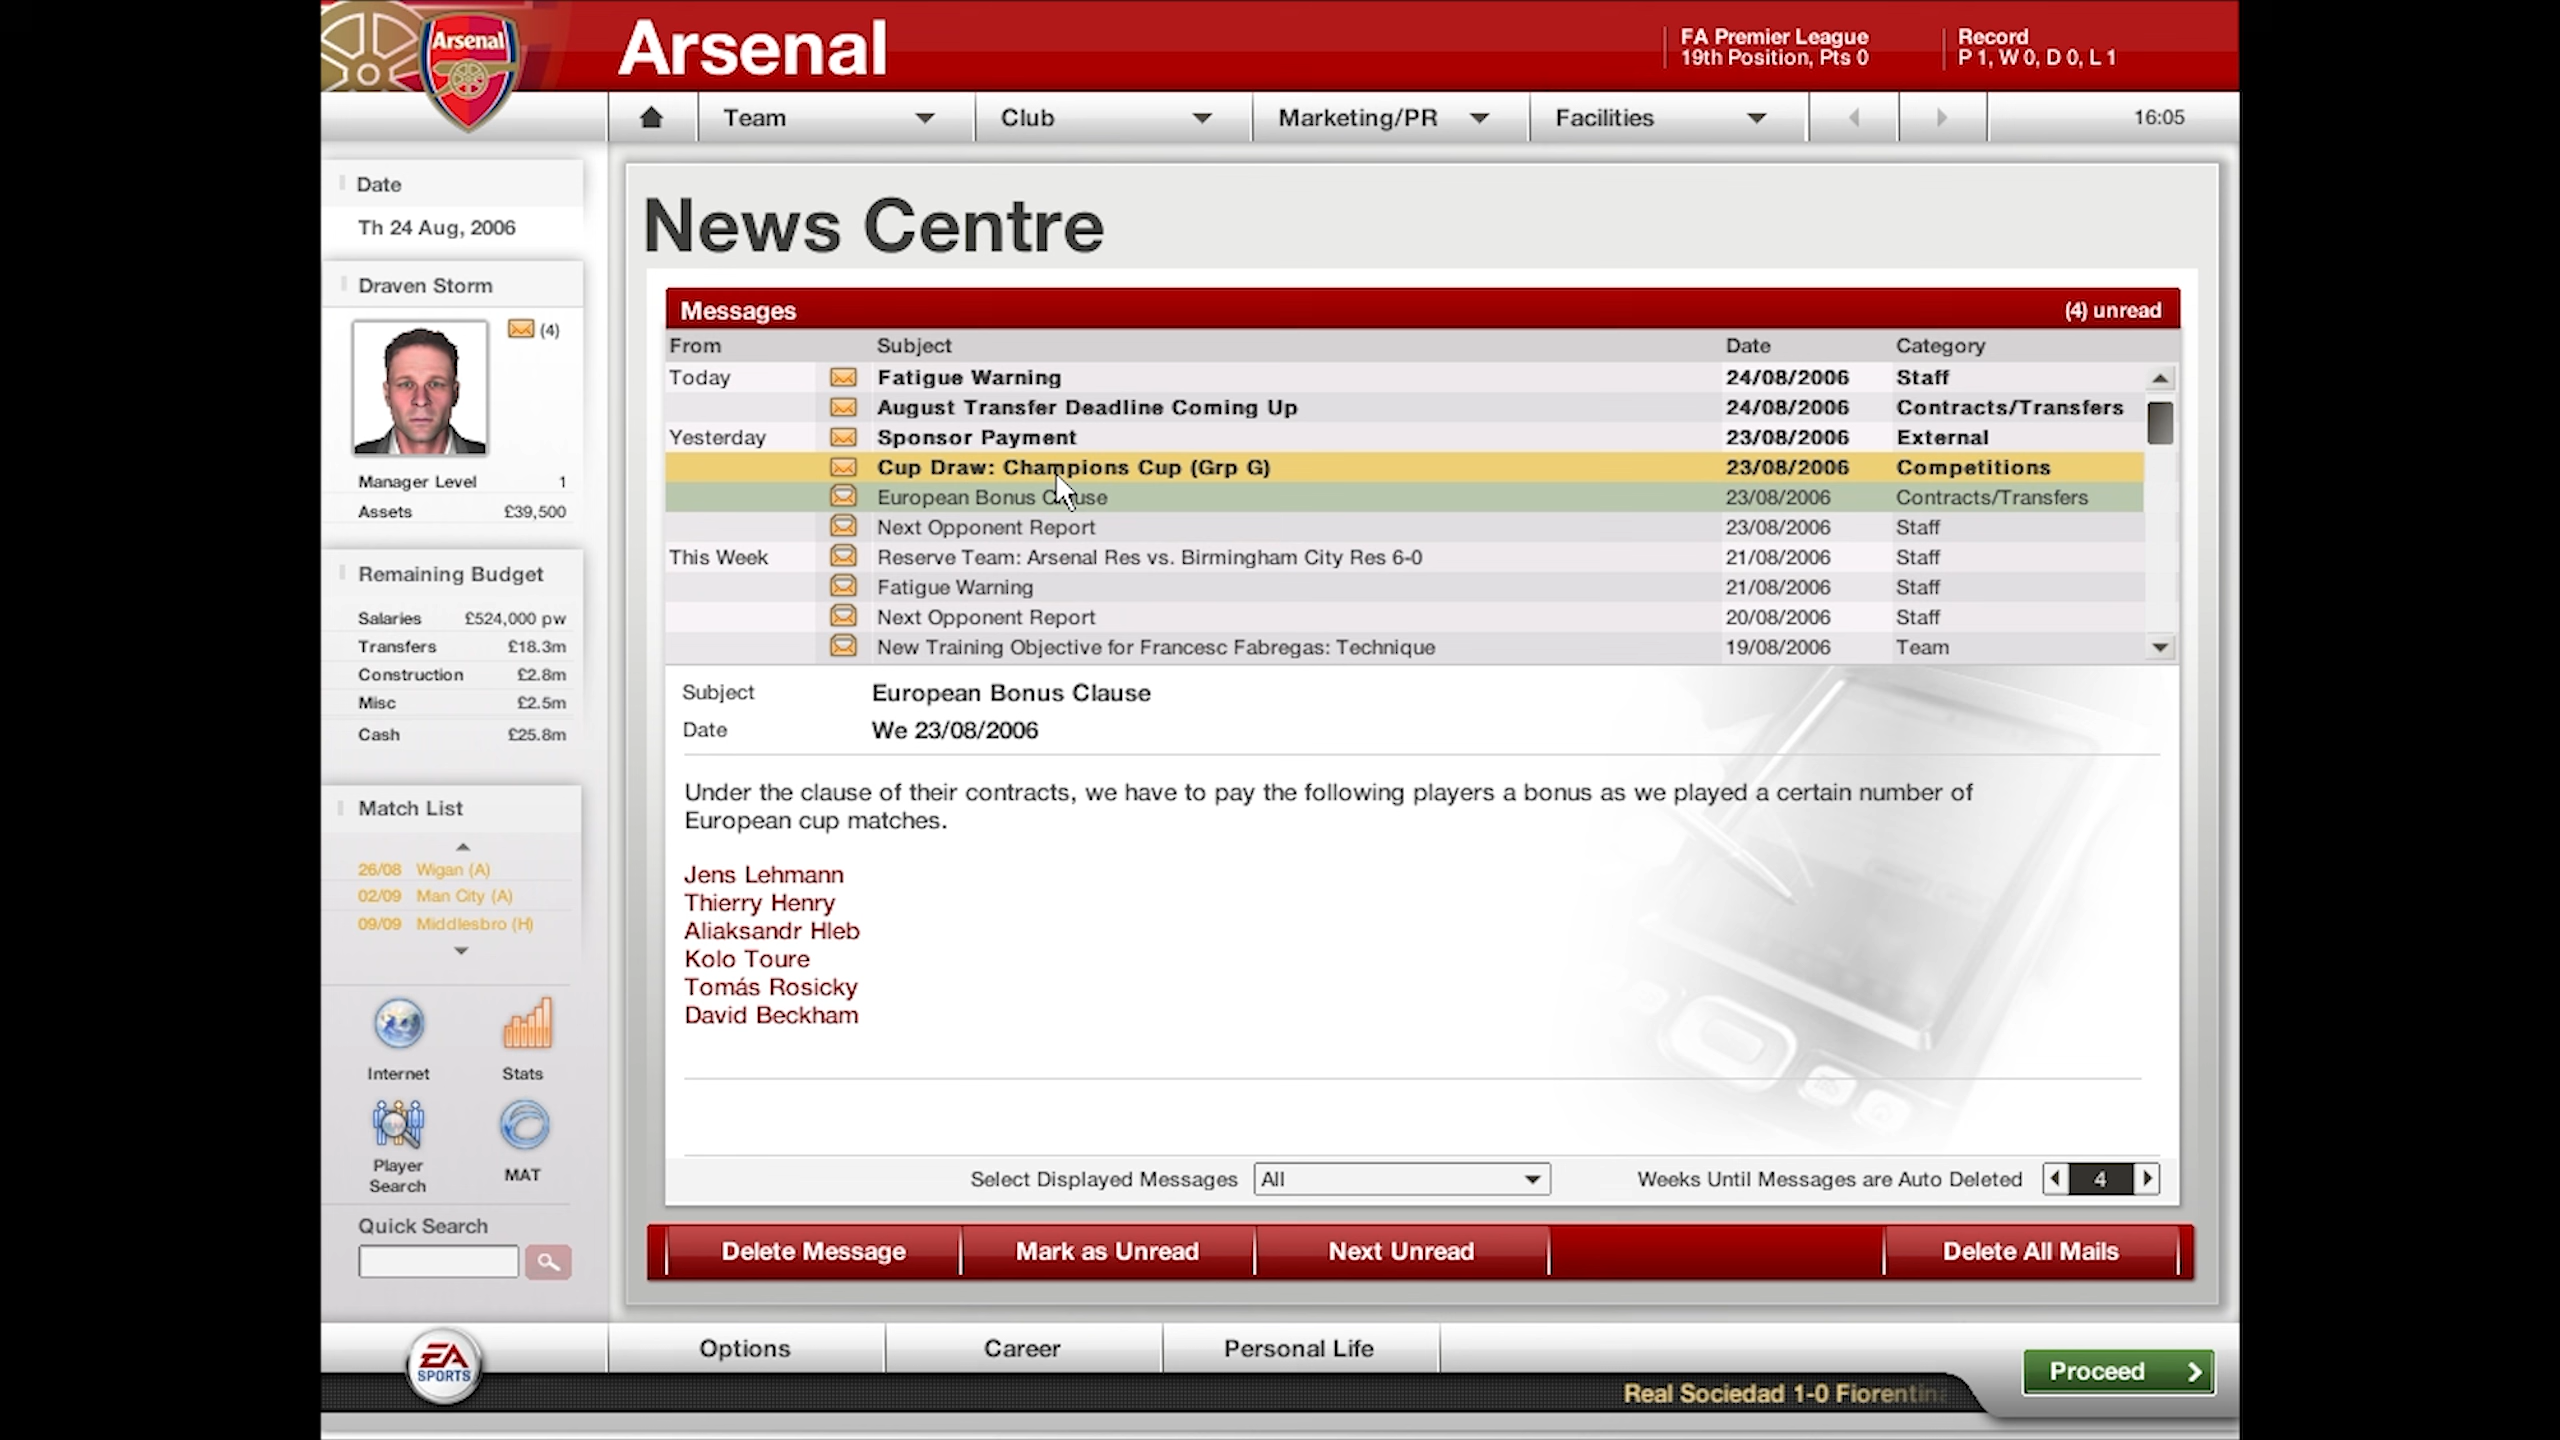 Arsenal
Arsenal
FA Premier League
19th Position, Pts 0
Record
P 1, W 0, D 0, L 1
Team
Club
Marketing/PR
Facilities
16:05
Date
Th 24 Aug, 2006
Draven Storm
(4)
Manager Level 1
Assets £39,500
Remaining Budget
Salaries £524,000 pw
Transfers £18.3m
Construction £2.8m
Misc £2.5m
Cash £25.8m
Match List
26/08 Wigan (A)
02/09 Man City (A)
09/09 Middlesbro (H)
Internet
Stats
Player
Search
MAT
Quick Search
News Centre
Messages (4) unread
From Subject Date Category
Today Fatigue Warning 24/08/2006 Staff
August Transfer Deadline Coming Up 24/08/2006 Contracts/Transfers
Yesterday Sponsor Payment 23/08/2006 External
Cup Draw: Champions Cup (Grp G) 23/08/2006 Competitions
European Bonus Clause 23/08/2006 Contracts/Transfers
Next Opponent Report 23/08/2006 Staff
This Week Reserve Team: Arsenal Res vs. Birmingham City Res 6-0 21/08/2006 Staff
Fatigue Warning 21/08/2006 Staff
Next Opponent Report 20/08/2006 Staff
New Training Objective for Francesc Fabregas: Technique 19/08/2006 Team
Subject European Bonus Clause
Date We 23/08/2006
Under the clause of their contracts, we have to pay the following players a bonus as we played a certain number of
European cup matches.
Jens Lehmann
Thierry Henry
Aliaksandr Hleb
Kolo Toure
Tomás Rosicky
David Beckham
Select Displayed Messages All
Weeks Until Messages are Auto Deleted 4
Delete Message
Mark as Unread
Next Unread
Delete All Mails
Options
Career
Personal Life
EA
SPORTS
Real Sociedad 1-0 Fiorentin
Proceed